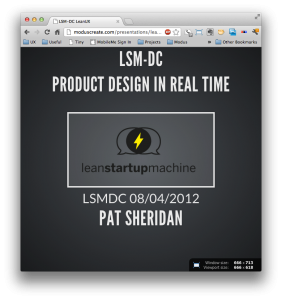 LSM-DC LeanUX
moduscreate.com/presentations/lea
UX Useful Tiny MobileMe Sign In Projects Modus Other Bookmarks
LSM-DC
PRODUCT DESIGN IN REAL TIME
leanstartupmachine
LSMDC 08/04/2012
PAT SHERIDAN
Window size: 666 x 713
Viewport size: 666 x 618